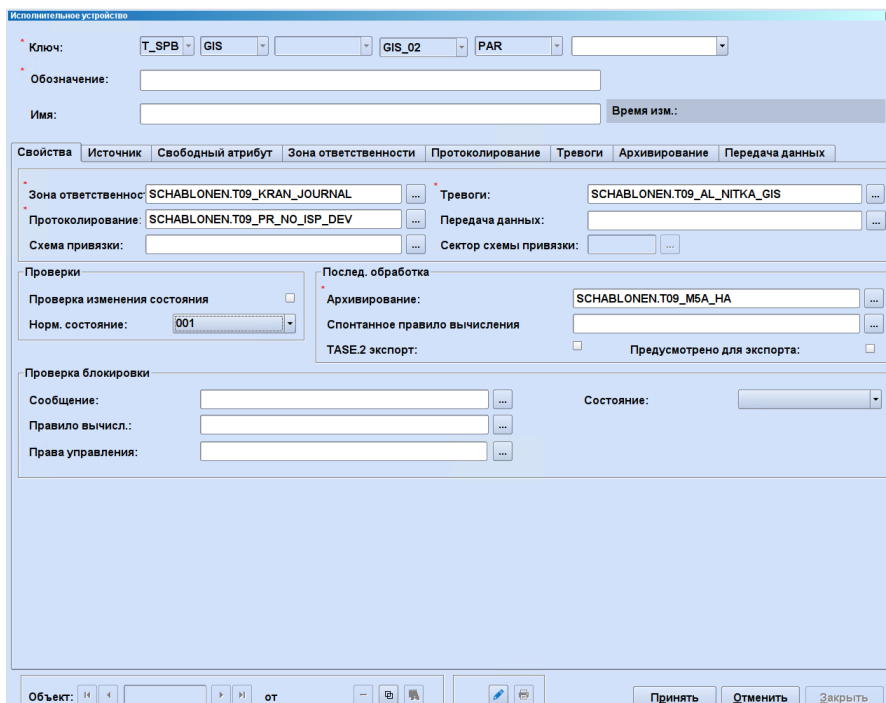 Исполнительное устройство
* Ключ: T_SPB GIS GIS_02 PAR
* Обозначение:
Имя: Время изм.:
Свойства Источник Свободный атрибут Зона ответственности Протоколирование Тревоги Архивирование Передача данных
* Зона ответственнос SCHABLONEN.T09_KRAN_JOURNAL ... * Тревоги: SCHABLONEN.T09_AL_NITKA_GIS ...
* Протоколирование: SCHABLONEN.T09_PR_NO_ISP_DEV ... Передача данных: ...
Схема привязки: ... Сектор схемы привязки: ...
Проверки Послед. обработка
Проверка изменения состояния * Архивирование: SCHABLONEN.T09_M5A_HA ...
Норм. состояние: 001 Спонтанное правило вычисления ...
TASE.2 экспорт: Предусмотрено для экспорта:
Проверка блокировки
Сообщение: ... Состояние:
Правило вычисл.: ...
Права управления: ...
Объект: от Принять Отменить Закрыть